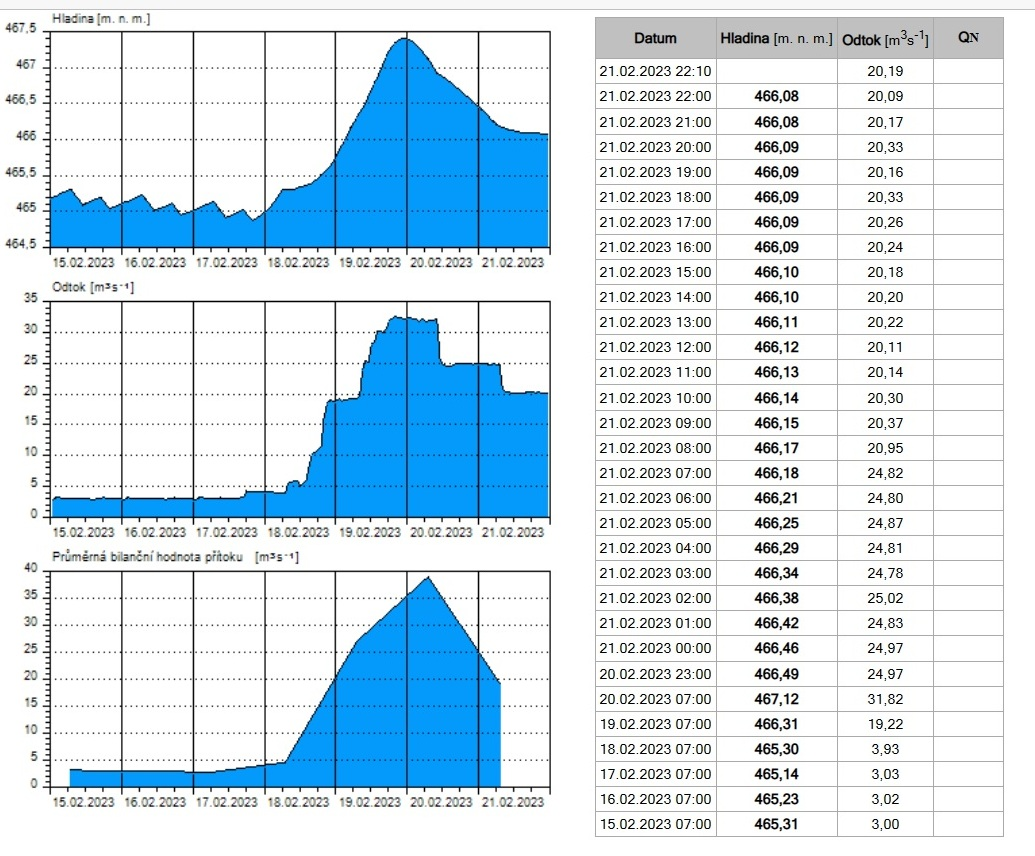 Hladina [m. n. m.]
467,5
467
466,5
466
465,5
465
464,5
15.02.2023 16.02.2023 17.02.2023 18.02.2023 19.02.2023 20.02.2023 21.02.2023
Odtok [m³s⁻¹]
35
30
25
20
15
10
5
0
15.02.2023 16.02.2023 17.02.2023 18.02.2023 19.02.2023 20.02.2023 21.02.2023
Průměrná bilanční hodnota přítoku [m³s⁻¹]
40
35
30
25
20
15
10
5
0
15.02.2023 16.02.2023 17.02.2023 18.02.2023 19.02.2023 20.02.2023 21.02.2023
Datum Hladina [m. n. m.] Odtok [m³s⁻¹] QN
21.02.2023 22:10 20,19
21.02.2023 22:00 466,08 20,09
21.02.2023 21:00 466,08 20,17
21.02.2023 20:00 466,09 20,33
21.02.2023 19:00 466,09 20,16
21.02.2023 18:00 466,09 20,33
21.02.2023 17:00 466,09 20,26
21.02.2023 16:00 466,09 20,24
21.02.2023 15:00 466,10 20,18
21.02.2023 14:00 466,10 20,20
21.02.2023 13:00 466,11 20,22
21.02.2023 12:00 466,12 20,11
21.02.2023 11:00 466,13 20,14
21.02.2023 10:00 466,14 20,30
21.02.2023 09:00 466,15 20,37
21.02.2023 08:00 466,17 20,95
21.02.2023 07:00 466,18 24,82
21.02.2023 06:00 466,21 24,80
21.02.2023 05:00 466,25 24,87
21.02.2023 04:00 466,29 24,81
21.02.2023 03:00 466,34 24,78
21.02.2023 02:00 466,38 25,02
21.02.2023 01:00 466,42 24,83
21.02.2023 00:00 466,46 24,97
20.02.2023 23:00 466,49 24,97
20.02.2023 07:00 467,12 31,82
19.02.2023 07:00 466,31 19,22
18.02.2023 07:00 465,30 3,93
17.02.2023 07:00 465,14 3,03
16.02.2023 07:00 465,23 3,02
15.02.2023 07:00 465,31 3,00